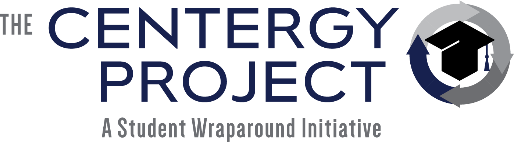 THE CENTERGY
PROJECT
A Student Wraparound Initiative